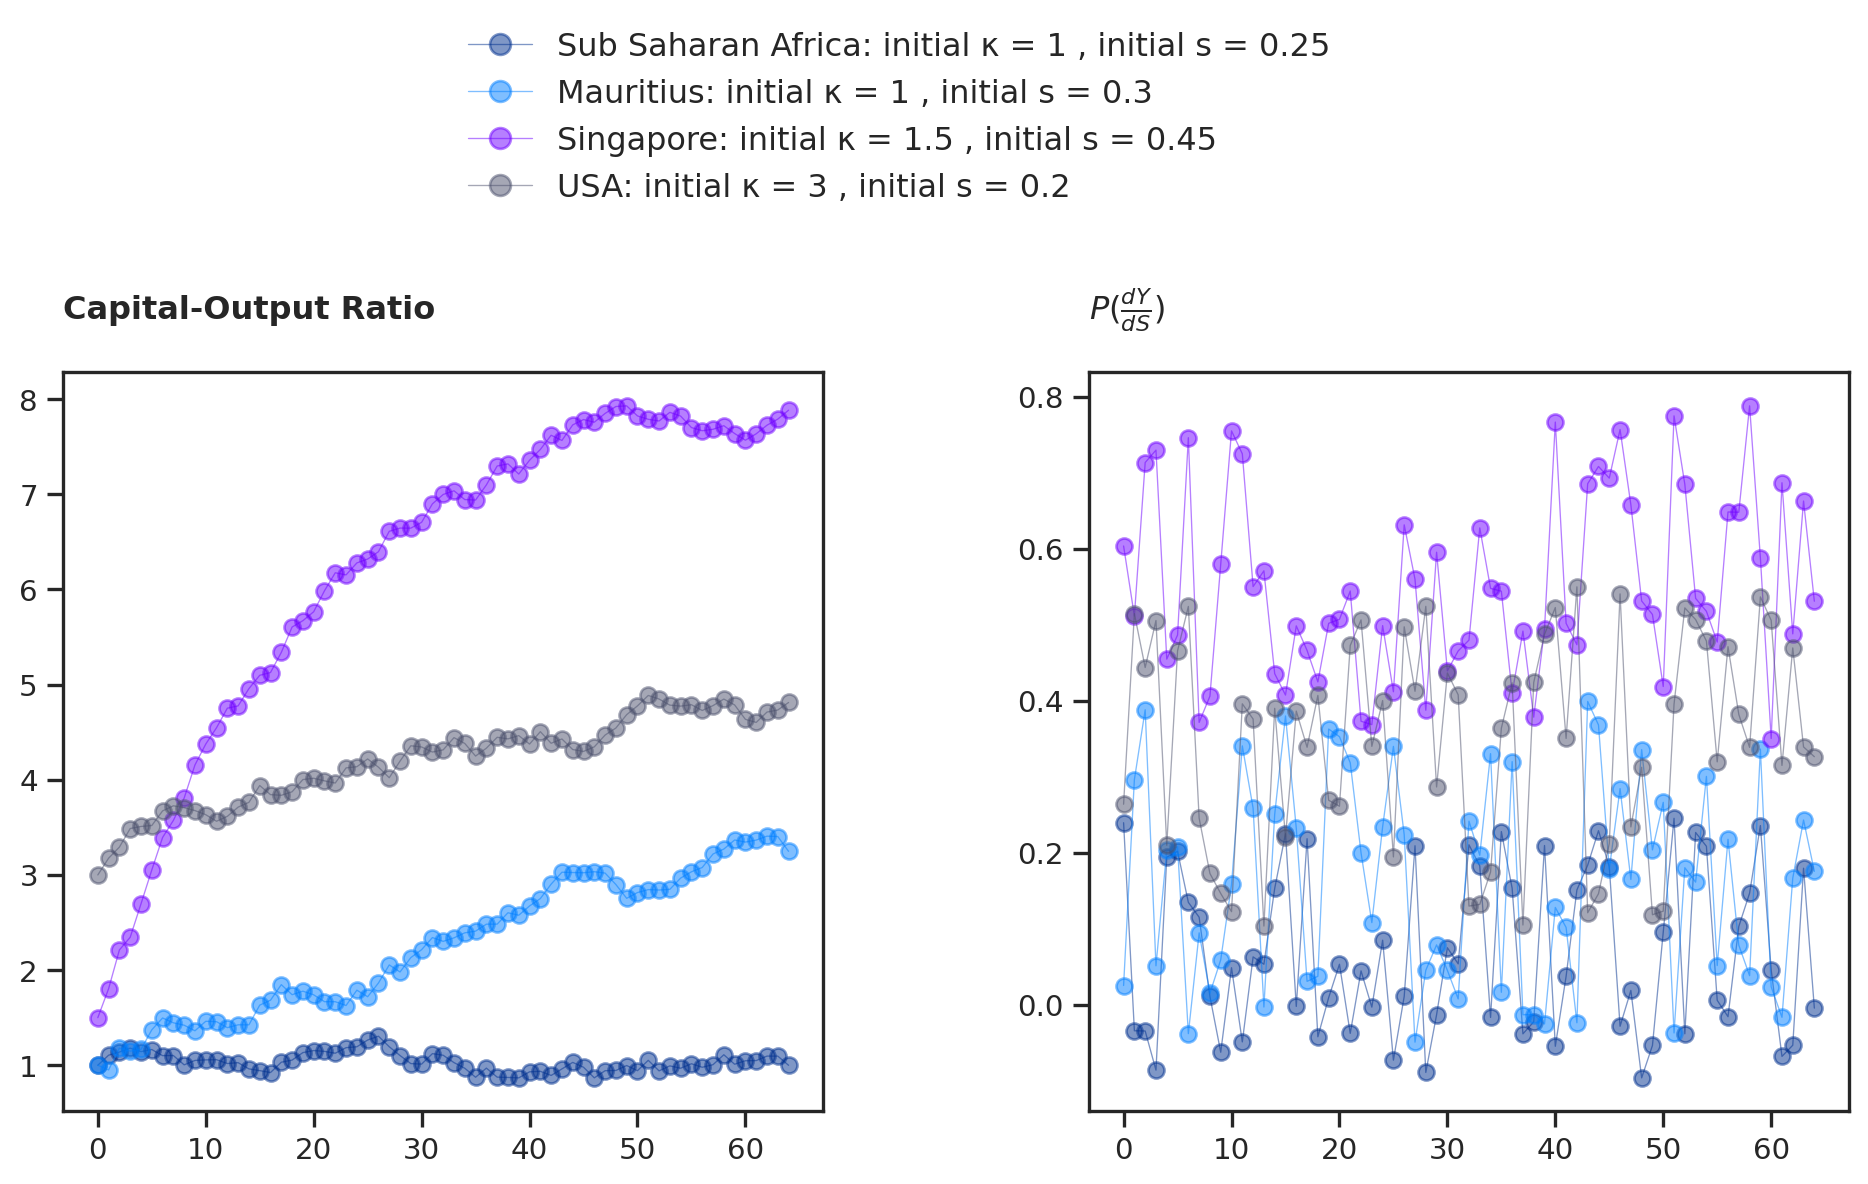 Sub Saharan Africa: initial κ = 1 , initial s = 0.25
Mauritius: initial κ = 1 , initial s = 0.3
Singapore: initial κ = 1.5 , initial s = 0.45
USA: initial κ = 3 , initial s = 0.2
Capital-Output Ratio
8
7
6
5
4
3
2
1
0 10 20 30 40 50 60
P(dY/dS)
0.8
0.6
0.4
0.2
0.0
0 10 20 30 40 50 60